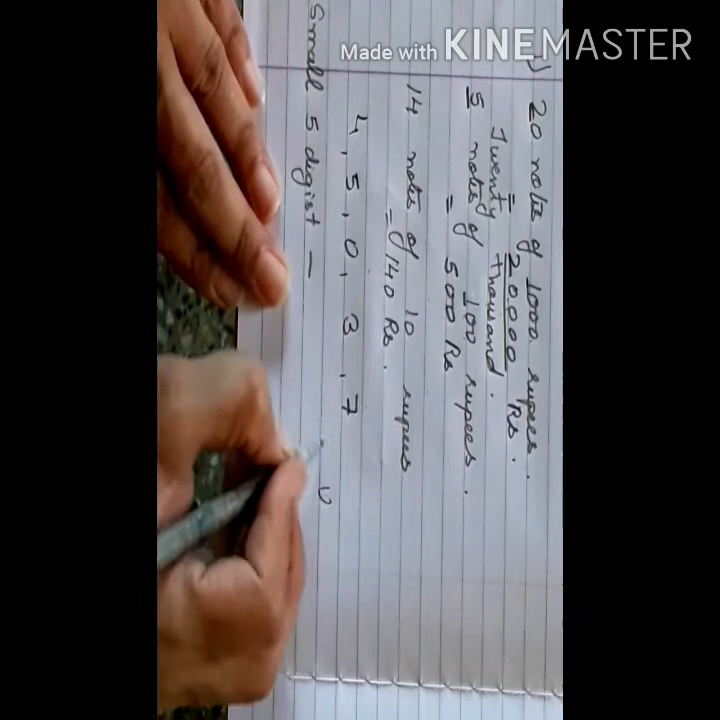 Made with KINEMASTER
20 notes of 1000 rupees.
= 20,000 Rs.
Twenty thousand.
5 notes of 100 rupees.
= 500 Rs
14 notes of 10 rupees
= 140 Rs.
4, 5, 0, 3, 7
Small 5 digist -